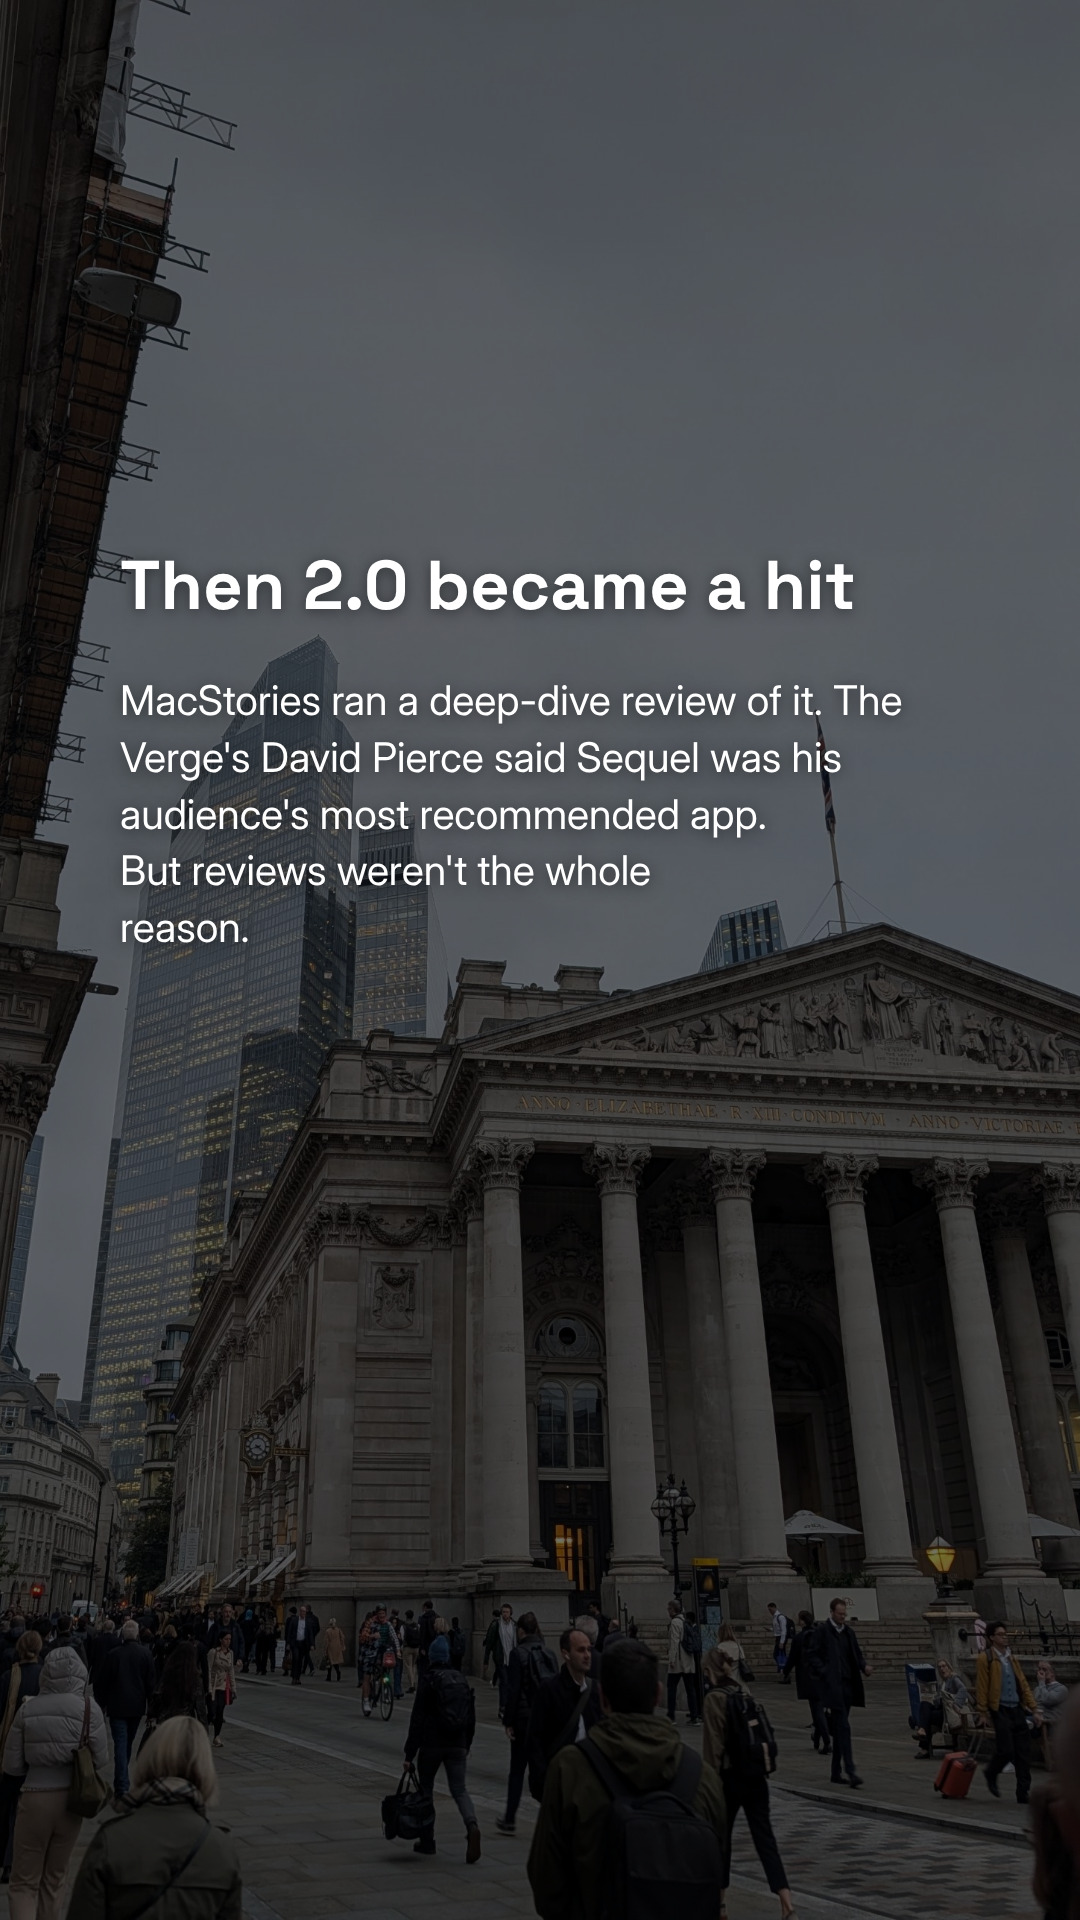 Then 2.0 became a hit
MacStories ran a deep-dive review of it. The
Verge's David Pierce said Sequel was his
audience's most recommended app.
But reviews weren't the whole
reason.
ANNO · ELIZABETHAE · R · XIII · CONDITVM · ANNO · VICTORIAE ·